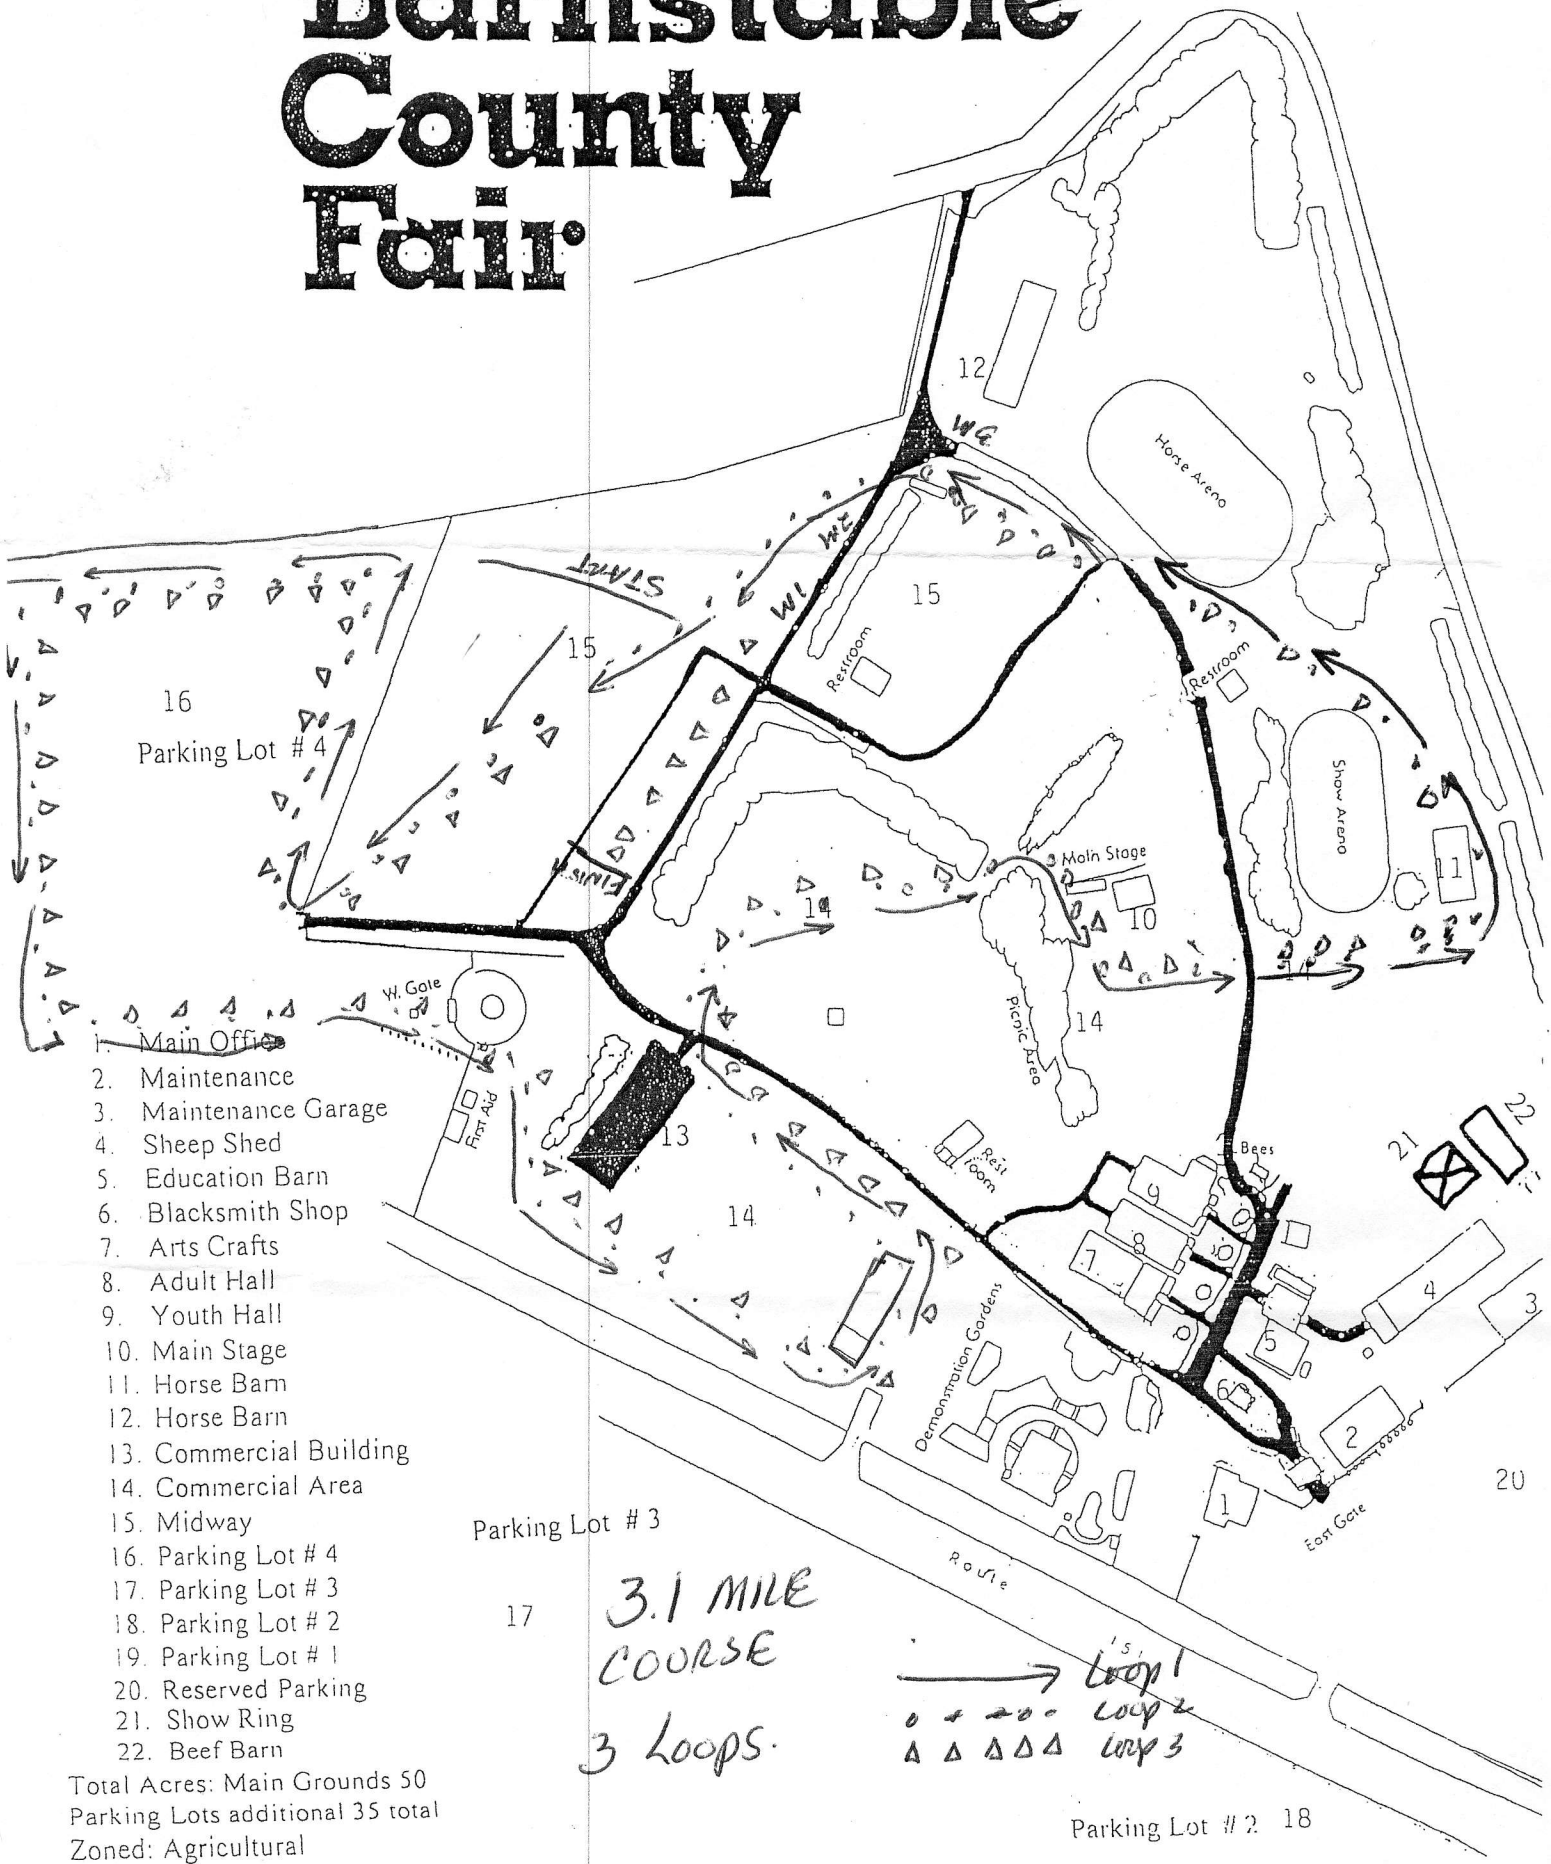 Barnstable
County
Fair
12
3M
Horse Areno
2M
START
1M
15
15
Restroom
Restroom
16
Parking Lot # 4
Show Areno
Main Stage
11
FINISH
14
10
W. Gate
Picnic Area
14
First Aid
13
Rest
room
Bees
21
22
9
14
8
7
4
3
5
Demonstration Gardens
6
2
1
20
East Gate
Route
1. Main Office
2. Maintenance
3. Maintenance Garage
4. Sheep Shed
5. Education Barn
6. Blacksmith Shop
7. Arts Crafts
8. Adult Hall
9. Youth Hall
10. Main Stage
11. Horse Barn
12. Horse Barn
13. Commercial Building
14. Commercial Area
15. Midway
16. Parking Lot # 4
17. Parking Lot # 3
18. Parking Lot # 2
19. Parking Lot # 1
20. Reserved Parking
21. Show Ring
22. Beef Barn
Total Acres: Main Grounds 50
Parking Lots additional 35 total
Zoned: Agricultural
Parking Lot # 3
17
3.1 MILE
COURSE
3 Loops.
Loop 1
Loop 2
Loop 3
Parking Lot # 2 18